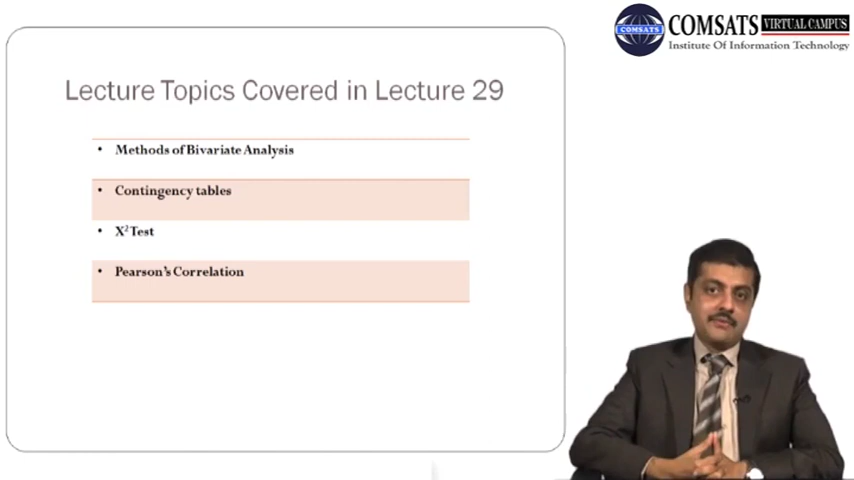 COMSATS
COMSATS VIRTUAL CAMPUS
Institute Of Information Technology
Lecture Topics Covered in Lecture 29
• Methods of Bivariate Analysis
• Contingency tables
• X² Test
• Pearson's Correlation